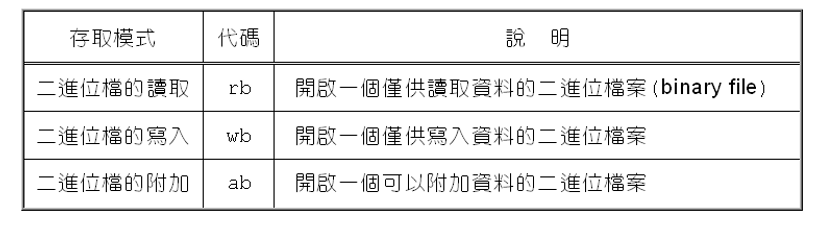 存取模式 代碼 說 明
二進位檔的讀取 rb 開啟一個僅供讀取資料的二進位檔案(binary file)
二進位檔的寫入 wb 開啟一個僅供寫入資料的二進位檔案
二進位檔的附加 ab 開啟一個可以附加資料的二進位檔案